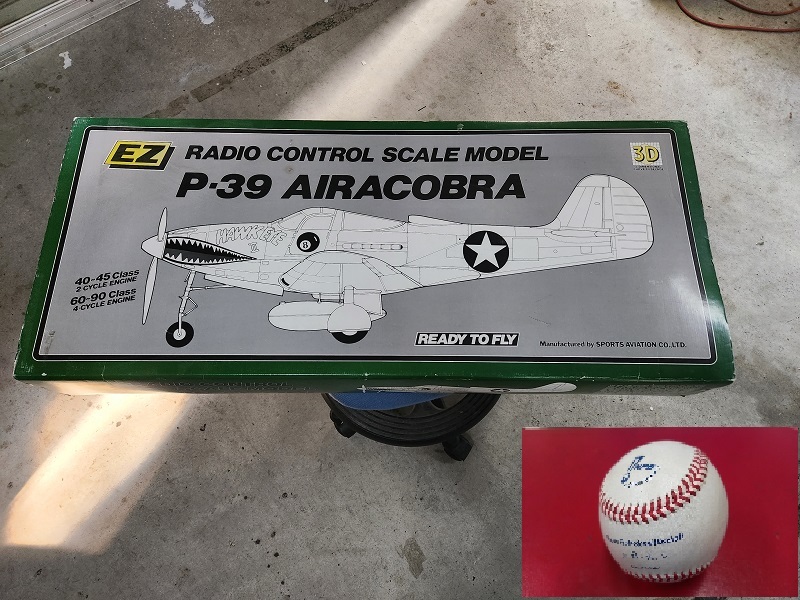 EZ
RADIO CONTROL SCALE MODEL
3D
P-39 AIRACOBRA
HAWKEYE
8
40-45 Class
2 CYCLE ENGINE
60-90 Class
4 CYCLE ENGINE
READY TO FLY
Manufactured by SPORTS AVIATION CO.,LTD.